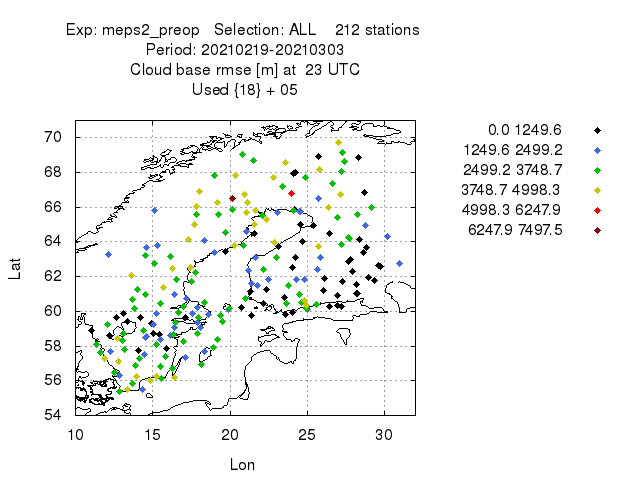 Exp: meps2_preop   Selection: ALL    212 stations
Period: 20210219-20210303
Cloud base rmse [m] at  23 UTC
Used {18} + 05
0.0 1249.6
1249.6 2499.2
2499.2 3748.7
3748.7 4998.3
4998.3 6247.9
6247.9 7497.5
70
68
66
64
62
60
58
56
54
Lat
10 15 20 25 30
Lon